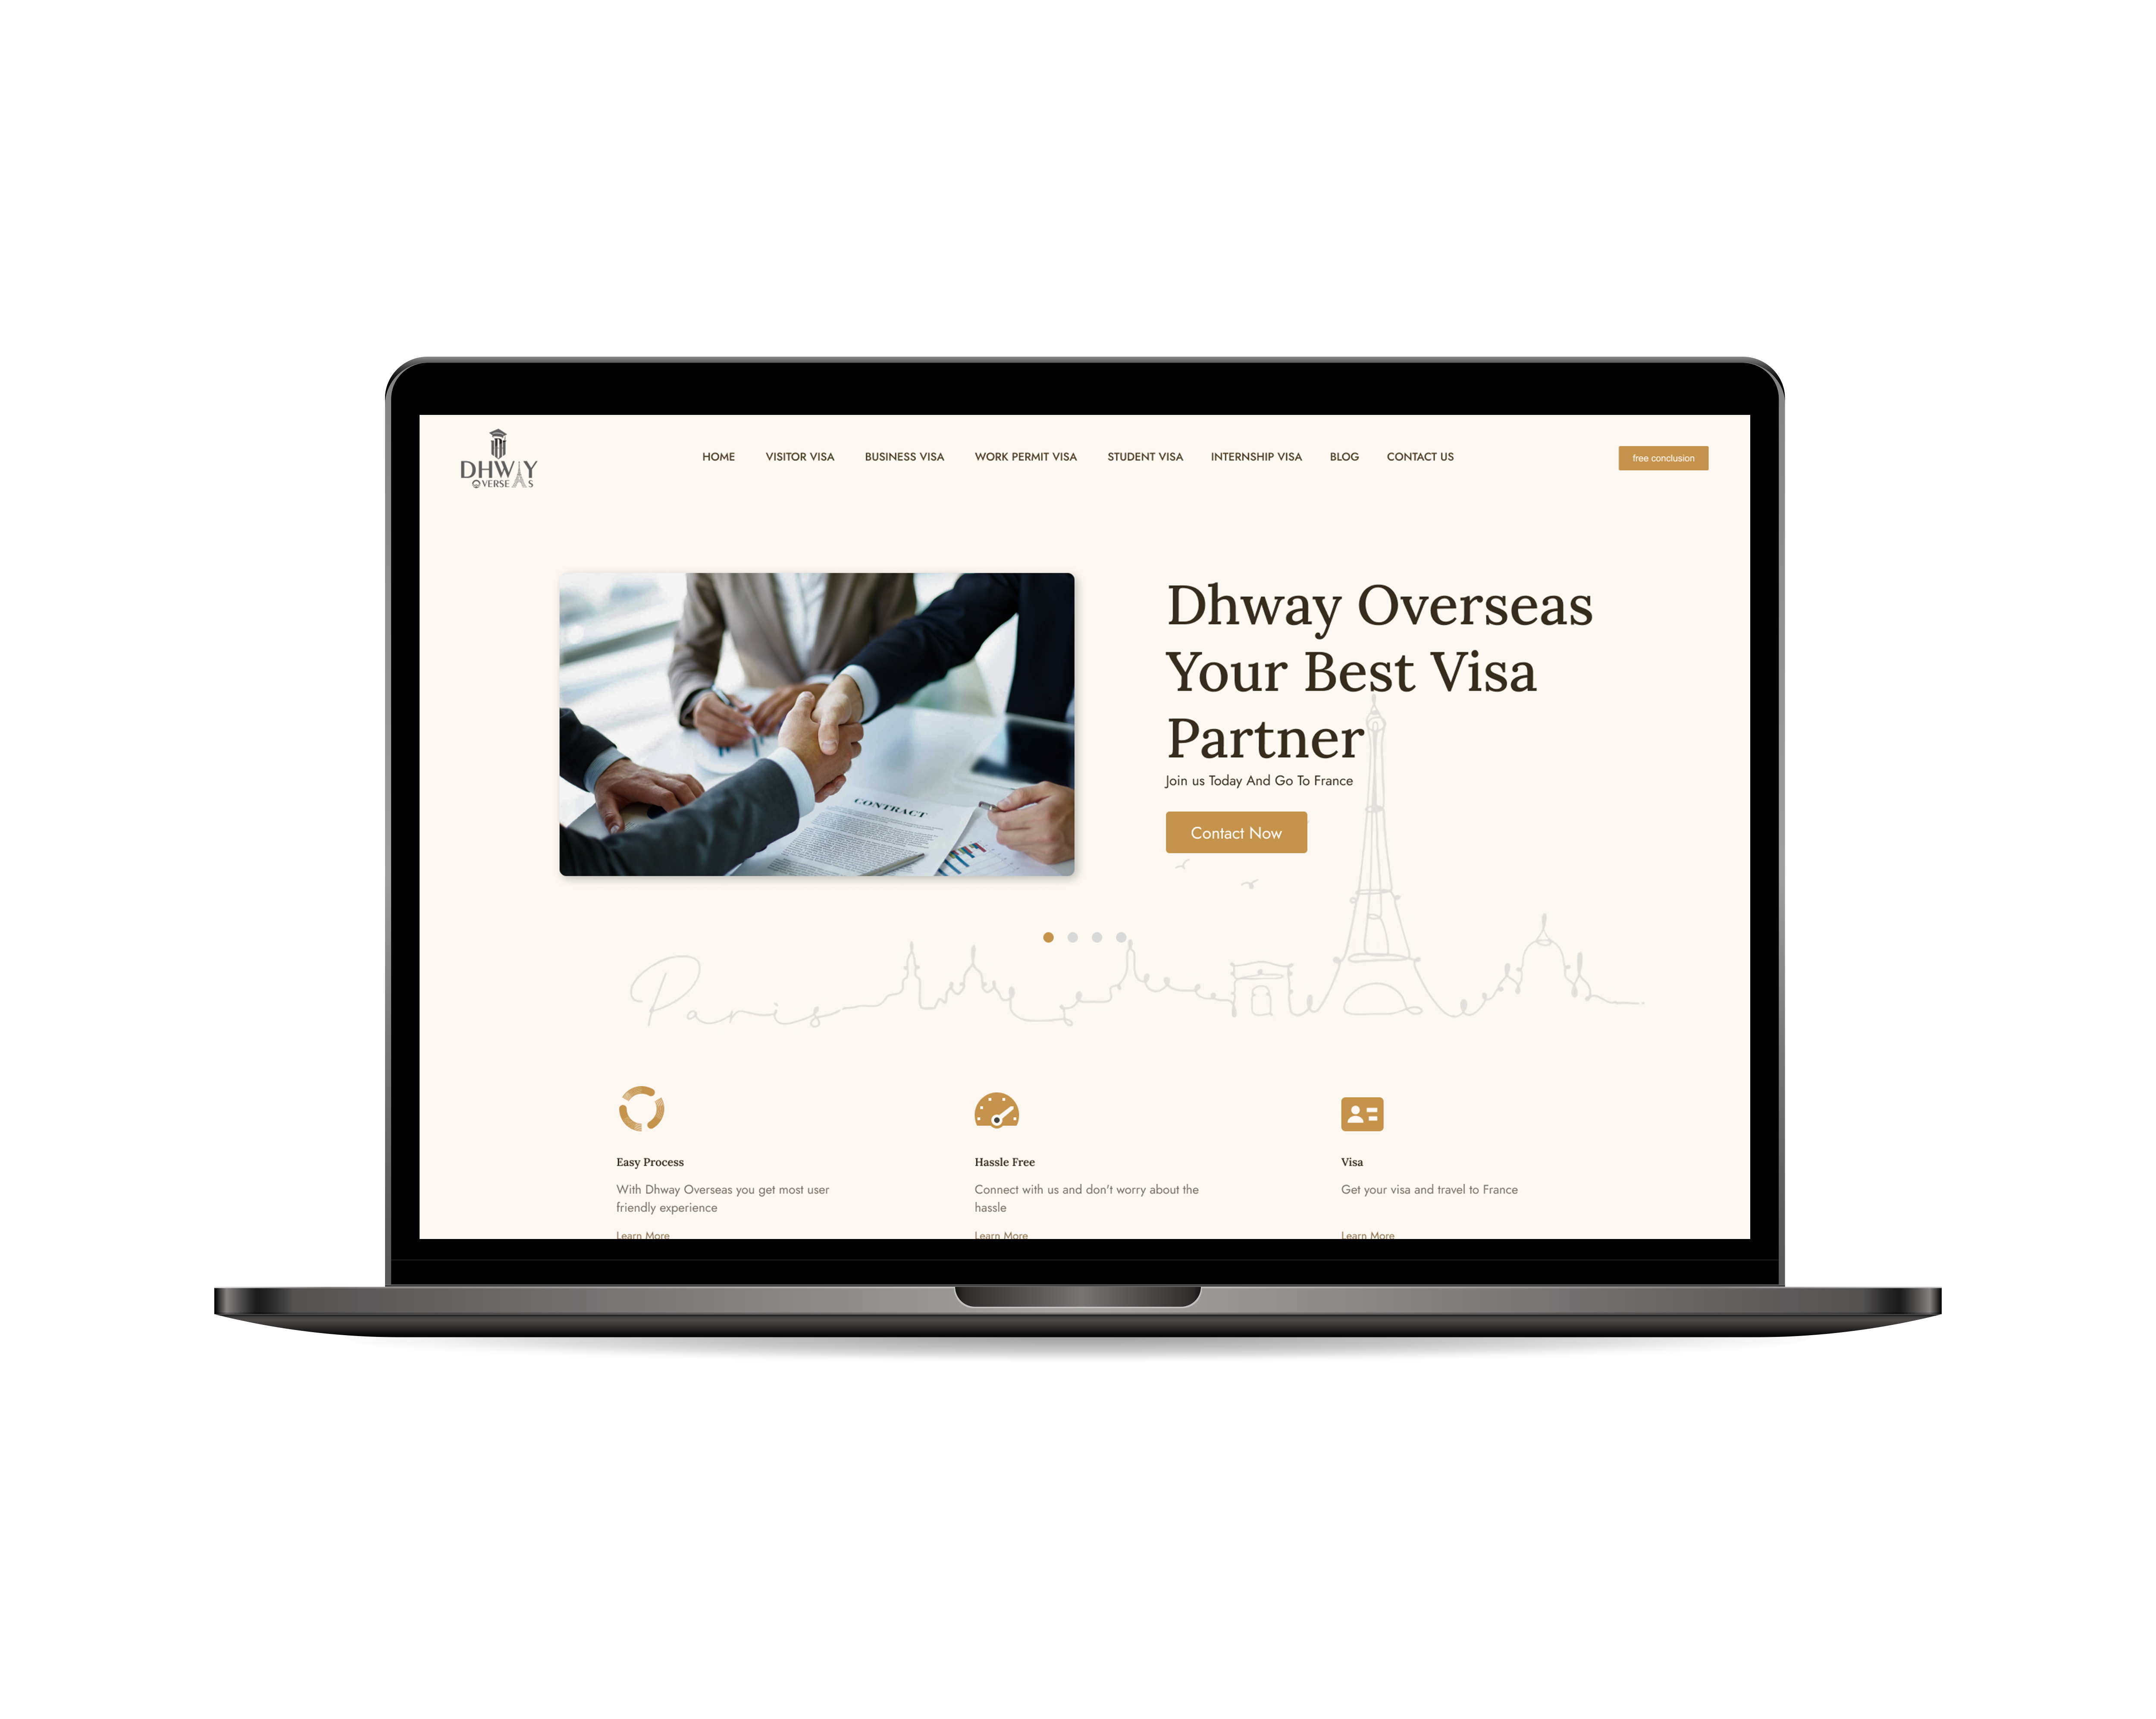 DHWAY
OVERSEAS
HOME VISITOR VISA BUSINESS VISA WORK PERMIT VISA STUDENT VISA INTERNSHIP VISA BLOG CONTACT US
free conclusion
CONTRACT
Dhway Overseas
Your Best Visa
Partner
Join us Today And Go To France
Contact Now
Paris
Easy Process
With Dhway Overseas you get most user
friendly experience
Learn More
Hassle Free
Connect with us and don't worry about the
hassle
Learn More
Visa
Get your visa and travel to France
Learn More